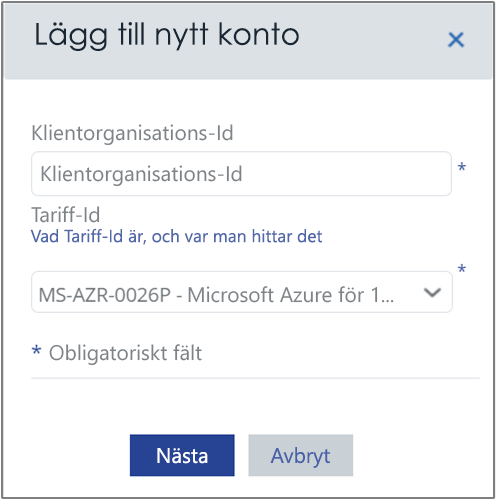 Lägg till nytt konto
Klientorganisations-Id
Klientorganisations-Id *
Tariff-Id
Vad Tariff-Id är, och var man hittar det
*
MS-AZR-0026P - Microsoft Azure för 1...
* Obligatoriskt fält
Nästa Avbryt